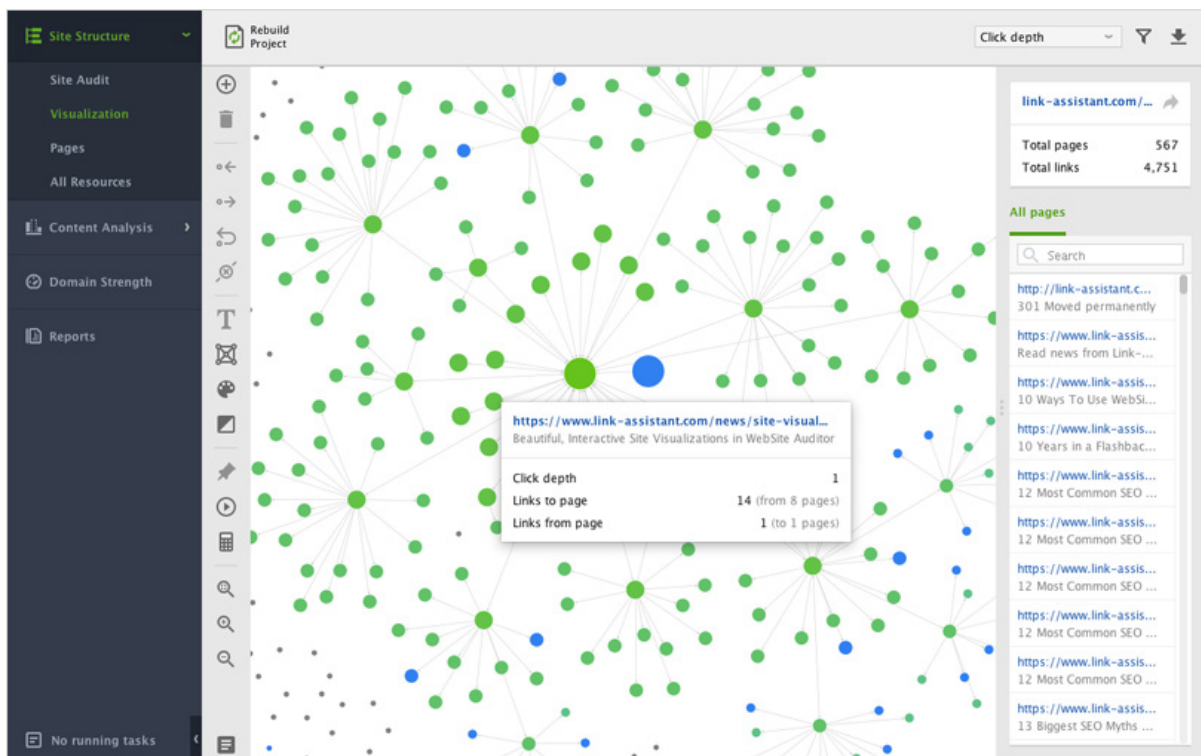 Site Structure
Site Audit
Visualization
Pages
All Resources
Content Analysis
Domain Strength
Reports
No running tasks
Rebuild
Project
Click depth
T
https://www.link-assistant.com/news/site-visual...
Beautiful, Interactive Site Visualizations in WebSite Auditor
Click depth 1
Links to page 14 (from 8 pages)
Links from page 1 (to 1 pages)
link-assistant.com/...
Total pages 567
Total links 4,751
All pages
Search
http://link-assistant.c...
301 Moved permanently
https://www.link-assis...
Read news from Link-...
https://www.link-assis...
10 Ways To Use WebSi...
https://www.link-assis...
10 Years in a Flashbac...
https://www.link-assis...
12 Most Common SEO ...
https://www.link-assis...
12 Most Common SEO ...
https://www.link-assis...
12 Most Common SEO ...
https://www.link-assis...
12 Most Common SEO ...
https://www.link-assis...
12 Most Common SEO ...
https://www.link-assis...
13 Biggest SEO Myths ...